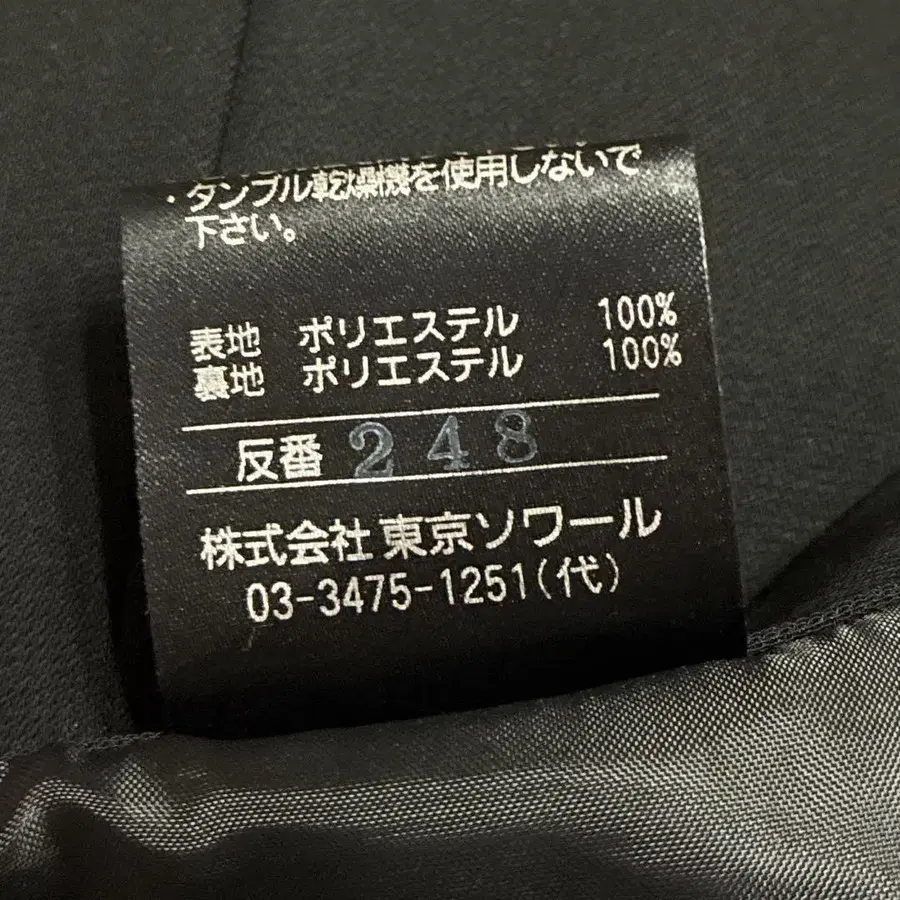 ・タンブル乾燥機を使用しないで
下さい。
表地 ポリエステル 100%
裏地 ポリエステル 100%
反番 248
株式会社 東京ソワール
03-3475-1251(代)